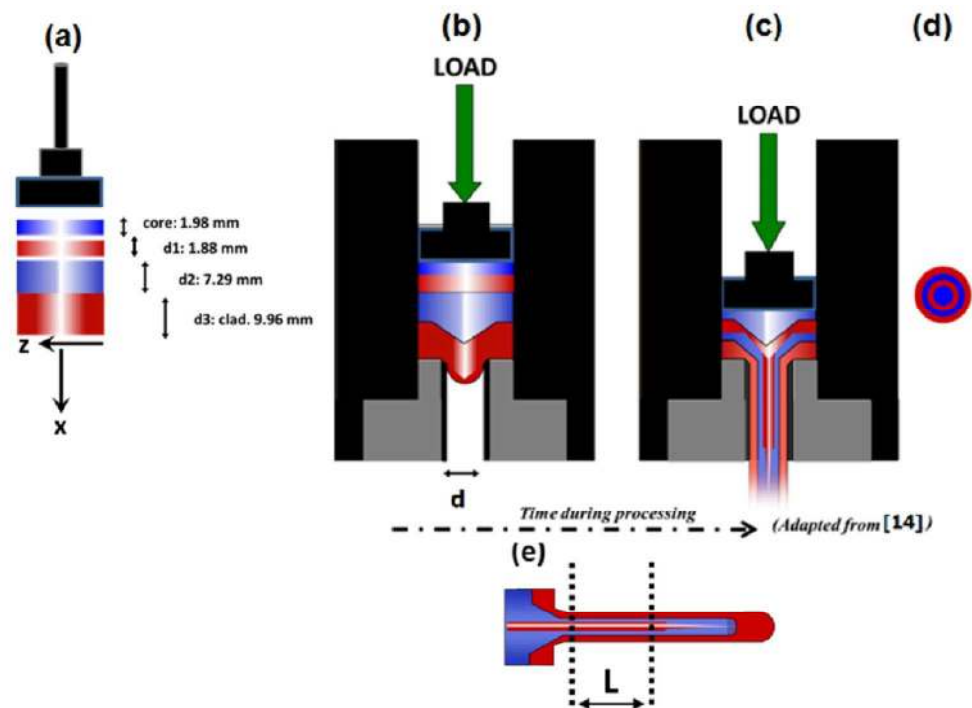 (a)
(b)
(c)
(d)
LOAD
LOAD
core: 1.98 mm
d1: 1.88 mm
d2: 7.29 mm
d3: clad. 9.96 mm
z
x
d
Time during processing
(Adapted from [14])
(e)
L